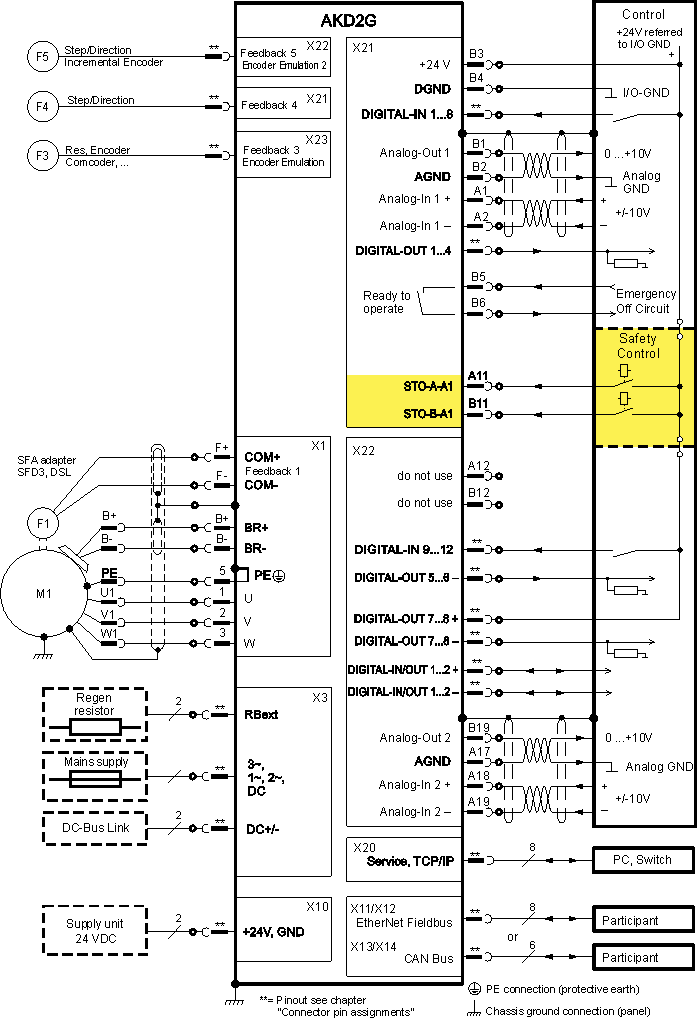 AKD2G
Control
+24V referred
to I/O GND
+
F5
Step/Direction
Incremental Encoder
**
X22
Feedback 5
Encoder Emulation 2
F4
Step/Direction
**
X21
Feedback 4
F3
Res, Encoder
Comcoder, ...
**
X23
Feedback 3
Encoder Emulation
X21
+24 V
B3
DGND
B4
I/O-GND
DIGITAL-IN 1...8
**
Analog-Out 1
B1
0 ...+10V
AGND
B2
Analog
GND
Analog-In 1 +
A1
+
+/-10V
Analog-In 1 –
A2
–
DIGITAL-OUT 1...4
**
Ready to
operate
B5
B6
Emergency
Off Circuit
Safety
Control
STO-A-A1
A11
STO-B-A1
B11
SFA adapter
SFD3, DSL
F1
M1
X1
F+
COM+
Feedback 1
F-
COM-
B+
B+
BR+
B-
B-
BR-
PE
5
PE
U1
1
U
V1
2
V
W1
3
W
X22
do not use
A12
do not use
B12
DIGITAL-IN 9...12
**
DIGITAL-OUT 5...6 –
**
DIGITAL-OUT 7...8 +
**
DIGITAL-OUT 7...8 –
**
DIGITAL-IN/OUT 1...2 +
**
DIGITAL-IN/OUT 1...2 –
**
Analog-Out 2
B19
0 ...+10V
AGND
A17
Analog GND
Analog-In 2 +
A18
+
+/-10V
Analog-In 2 –
A19
–
Regen
resistor
2
**
X3
RBext
Mains supply
**
3~,
1~, 2~,
DC
DC-Bus Link
2
**
DC+/-
X20
Service, TCP/IP
**
8
PC, Switch
Supply unit
24 VDC
2
**
X10
+24V, GND
X11/X12
EtherNet Fieldbus
**
8
Participant
or
X13/X14
CAN Bus
**
6
Participant
**= Pinout see chapter
"Connector pin assignments"
PE connection (protective earth)
Chassis ground connection (panel)